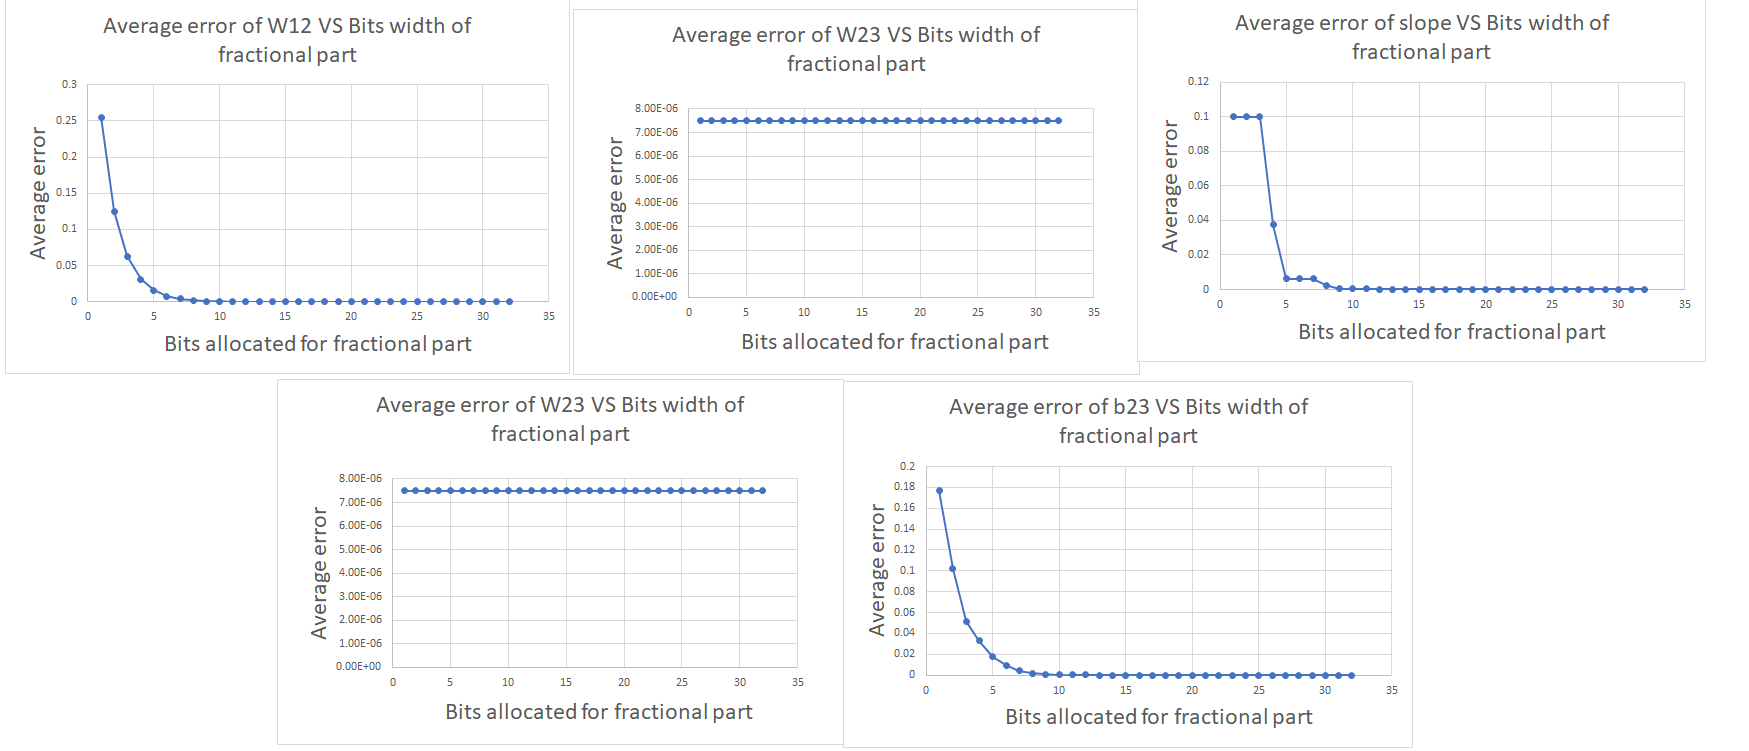 Average error of W12 VS Bits width of
fractional part
0.3
0.25
0.2
0.15
0.1
0.05
0
0 5 10 15 20 25 30 35
Average error
Bits allocated for fractional part
Average error of W23 VS Bits width of
fractional part
8.00E-06
7.00E-06
6.00E-06
5.00E-06
4.00E-06
3.00E-06
2.00E-06
1.00E-06
0.00E+00
0 5 10 15 20 25 30 35
Average error
Bits allocated for fractional part
Average error of slope VS Bits width of
fractional part
0.12
0.1
0.08
0.06
0.04
0.02
0
0 5 10 15 20 25 30 35
Average error
Bits allocated for fractional part
Average error of W23 VS Bits width of
fractional part
8.00E-06
7.00E-06
6.00E-06
5.00E-06
4.00E-06
3.00E-06
2.00E-06
1.00E-06
0.00E+00
0 5 10 15 20 25 30 35
Average error
Bits allocated for fractional part
Average error of b23 VS Bits width of
fractional part
0.2
0.18
0.16
0.14
0.12
0.1
0.08
0.06
0.04
0.02
0
0 5 10 15 20 25 30 35
Average error
Bits allocated for fractional part